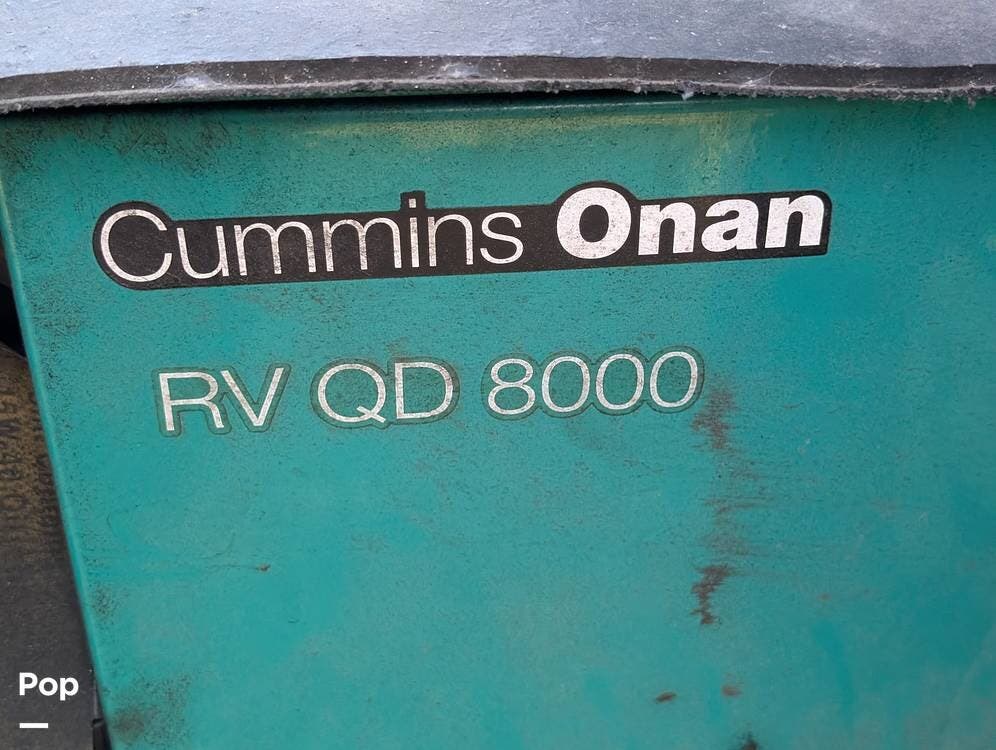 Cummins Onan
RV QD 8000
Pop